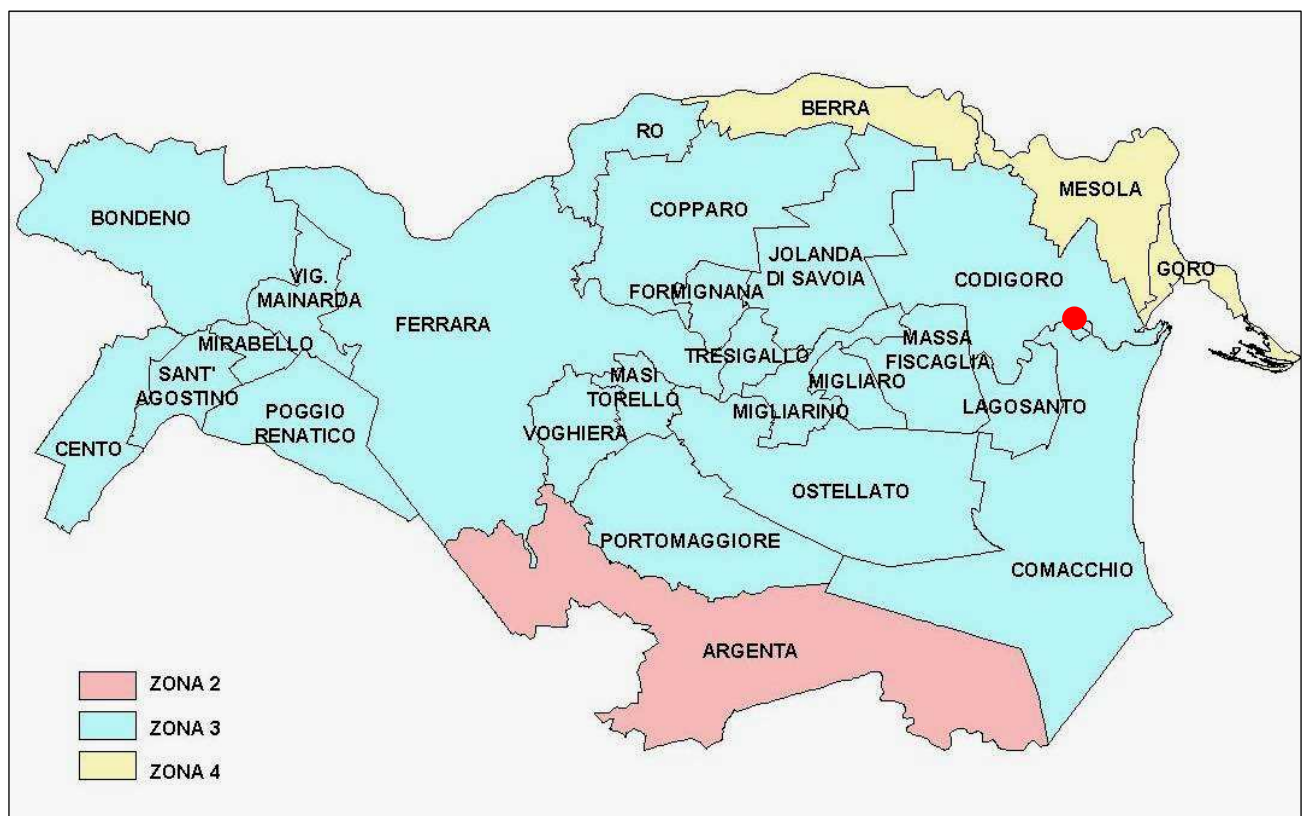 BERRA
RO
MESOLA
BONDENO
COPPARO
JOLANDA
DI SAVOIA
GORO
CODIGORO
VIG.
MAINARDA
FORMIGNANA
FERRARA
MIRABELLO
MASSA
FISCAGLIA
TRESIGALLO
SANT'
AGOSTINO
MASI
TORELLO
MIGLIARO
LAGOSANTO
POGGIO
RENATICO
MIGLIARINO
VOGHIERA
CENTO
OSTELLATO
PORTOMAGGIORE
COMACCHIO
ARGENTA
ZONA 2
ZONA 3
ZONA 4